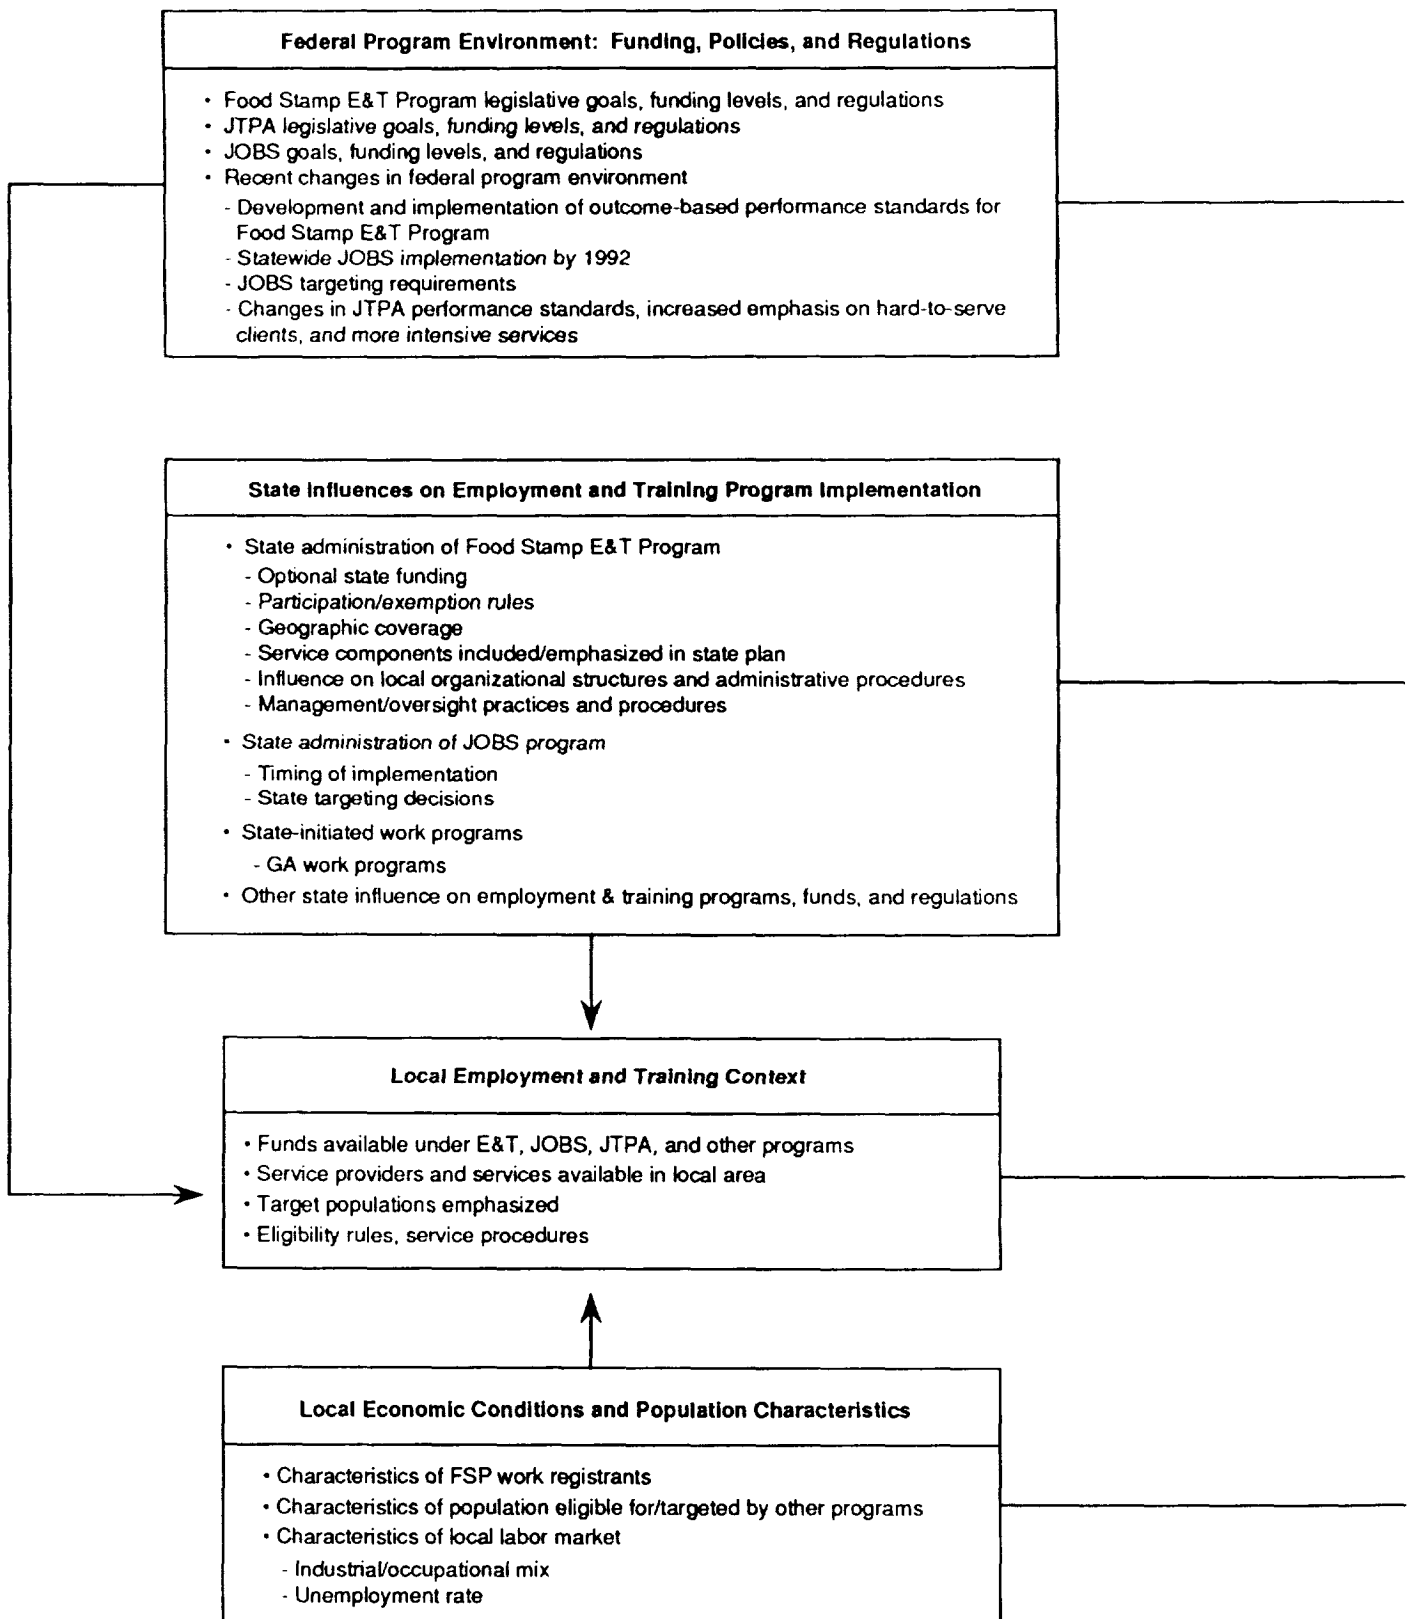 Federal Program Environment: Funding, Policies, and Regulations
• Food Stamp E&T Program legislative goals, funding levels, and regulations
• JTPA legislative goals, funding levels, and regulations
• JOBS goals, funding levels, and regulations
• Recent changes in federal program environment
- Development and implementation of outcome-based performance standards for
Food Stamp E&T Program
- Statewide JOBS implementation by 1992
- JOBS targeting requirements
- Changes in JTPA performance standards, increased emphasis on hard-to-serve
clients, and more intensive services
State Influences on Employment and Training Program Implementation
• State administration of Food Stamp E&T Program
- Optional state funding
- Participation/exemption rules
- Geographic coverage
- Service components included/emphasized in state plan
- Influence on local organizational structures and administrative procedures
- Management/oversight practices and procedures
• State administration of JOBS program
- Timing of implementation
- State targeting decisions
• State-initiated work programs
- GA work programs
• Other state influence on employment & training programs, funds, and regulations
Local Employment and Training Context
• Funds available under E&T, JOBS, JTPA, and other programs
• Service providers and services available in local area
• Target populations emphasized
• Eligibility rules, service procedures
Local Economic Conditions and Population Characteristics
• Characteristics of FSP work registrants
• Characteristics of population eligible for/targeted by other programs
• Characteristics of local labor market
- Industrial/occupational mix
- Unemployment rate